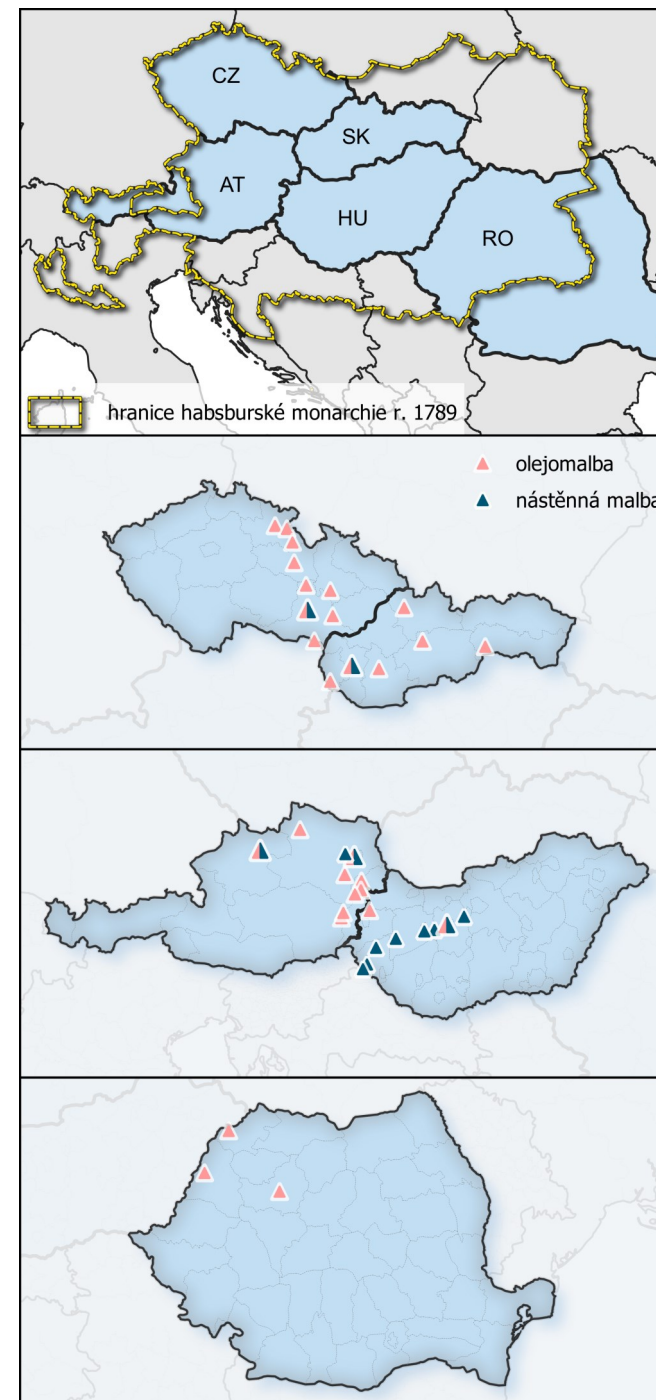 CZ
SK
AT
HU
RO
hranice habsburské monarchie r. 1789
olejomalba
nástěnná malba